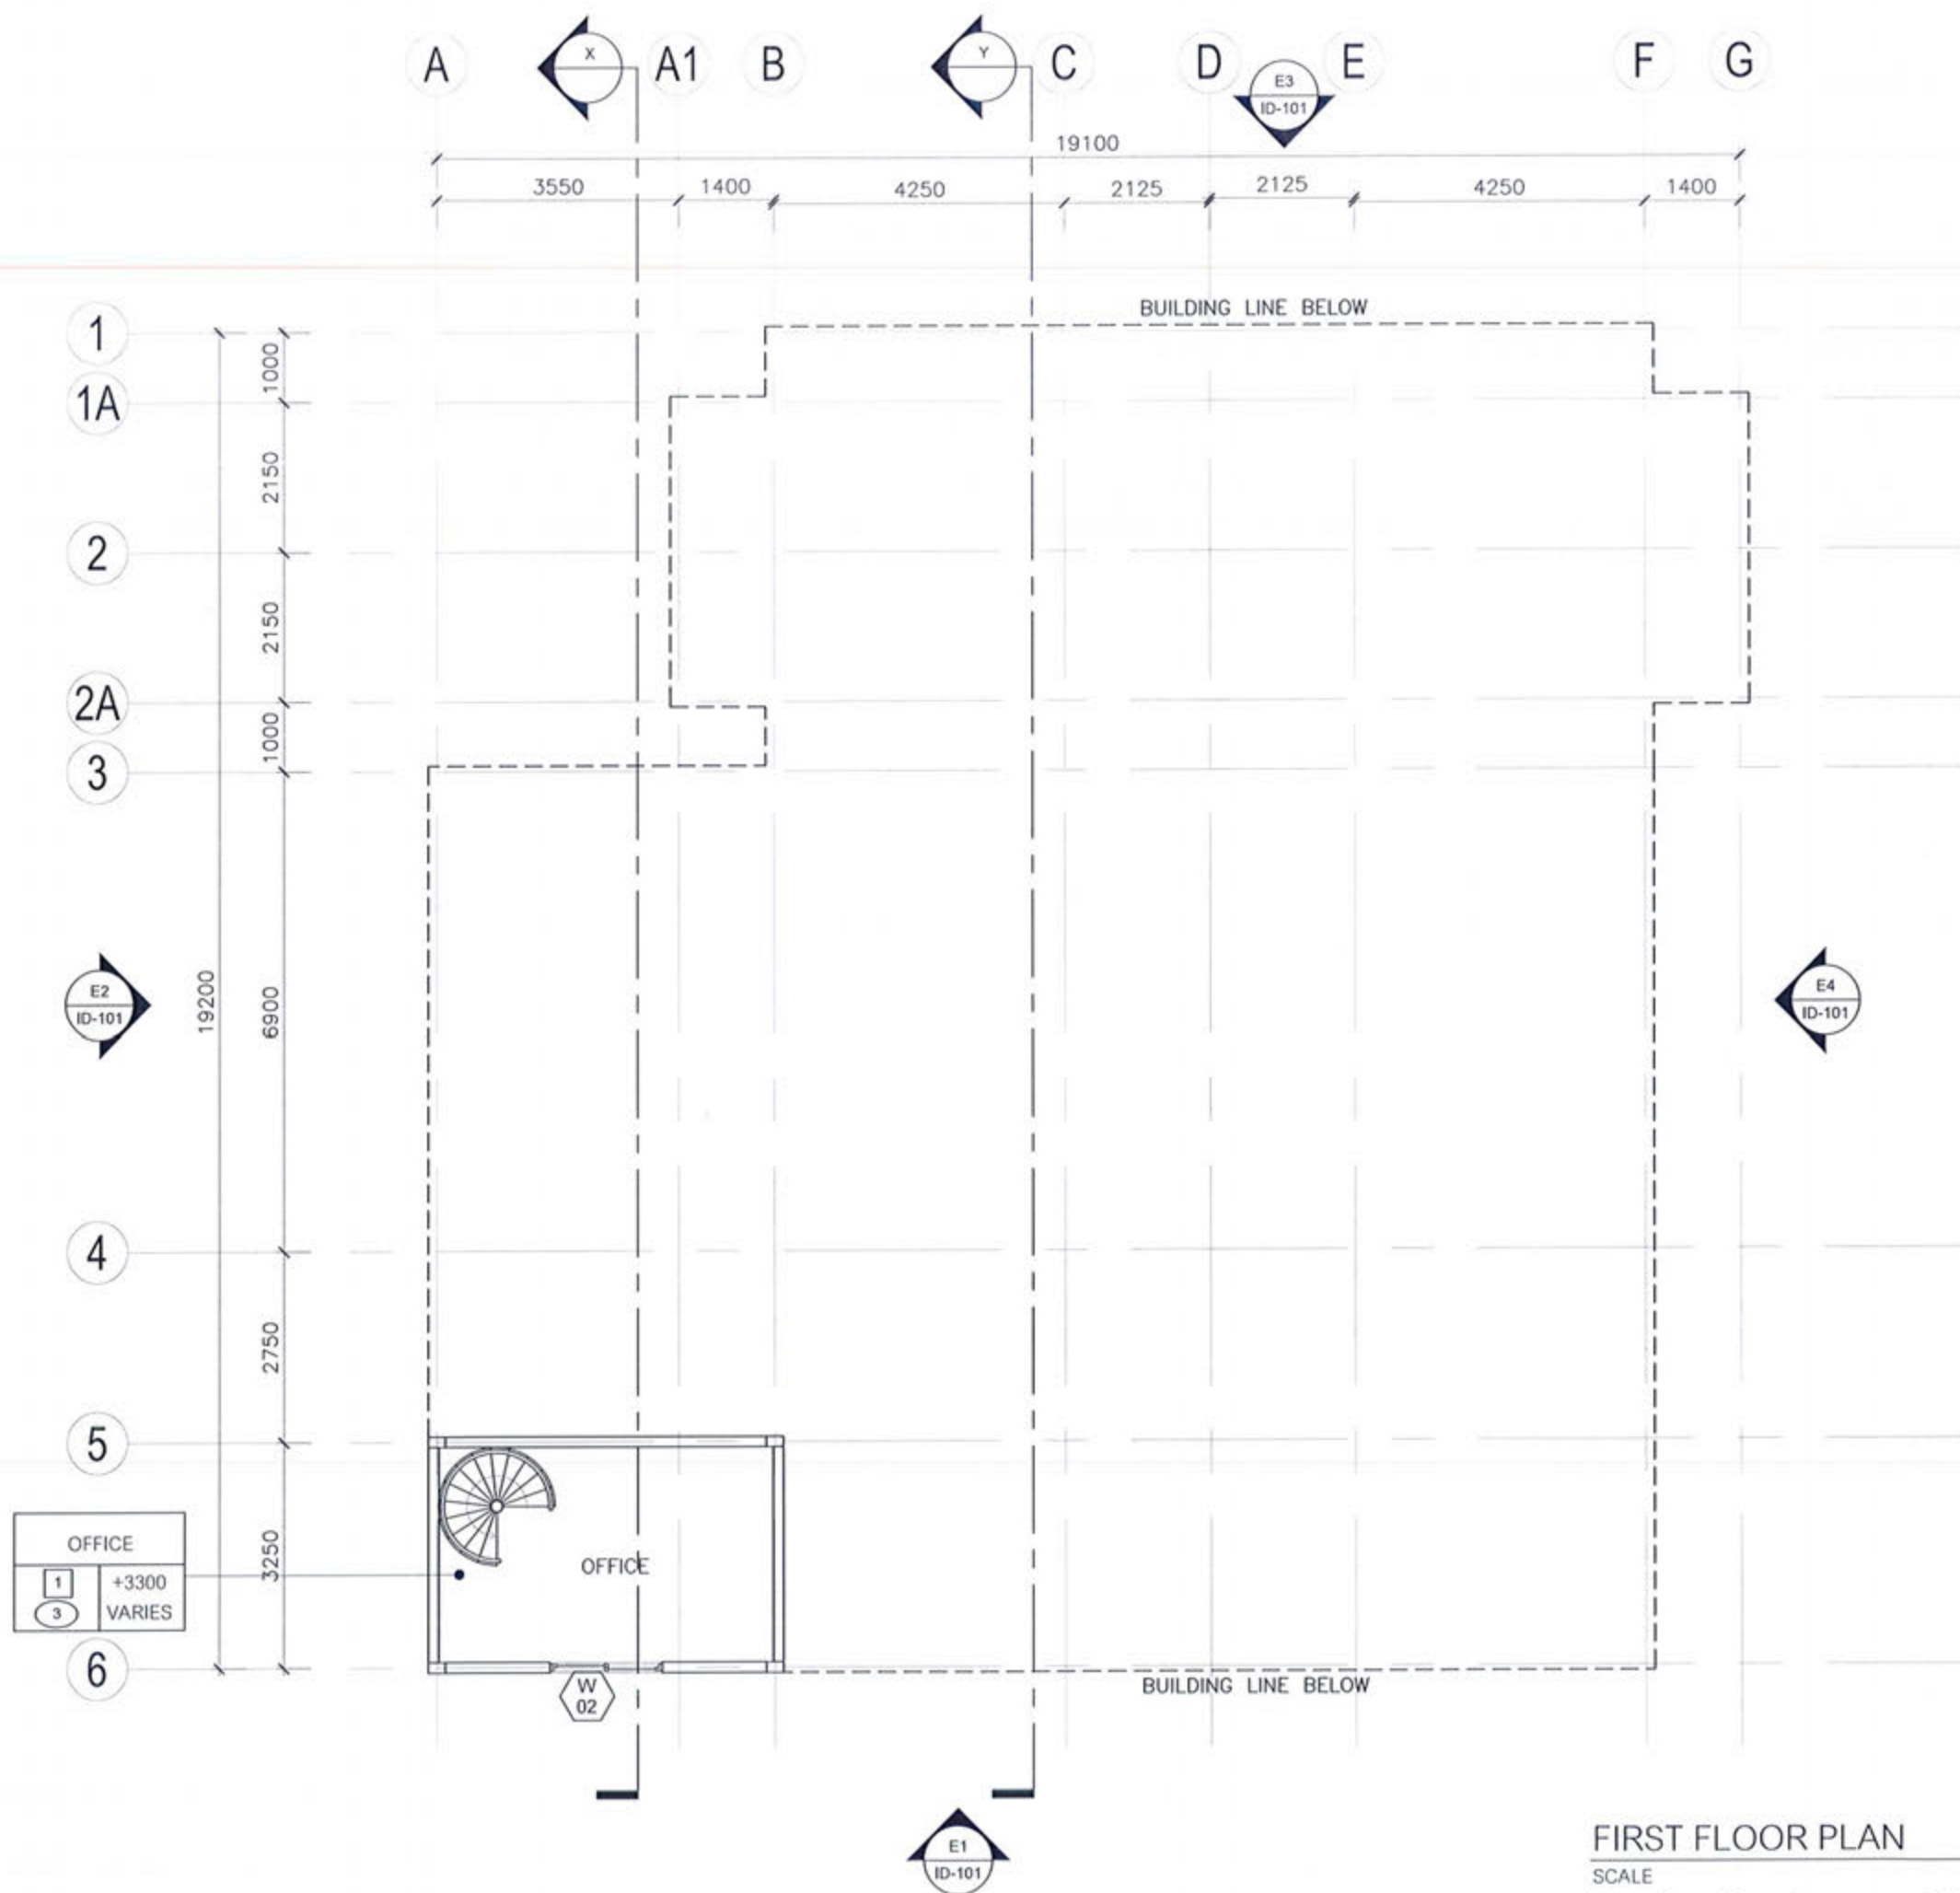 A
X
A1
B
Y
C
D
E3
ID-101
E
F
G
19100
3550
1400
4250
2125
2125
4250
1400
BUILDING LINE BELOW
1
1000
1A
2150
2
2150
2A
1000
3
E2
ID-101
19200
6900
E4
ID-101
4
2750
5
OFFICE
1
+3300
3
VARIES
3250
OFFICE
6
W
02
BUILDING LINE BELOW
E1
ID-101
FIRST FLOOR PLAN
SCALE